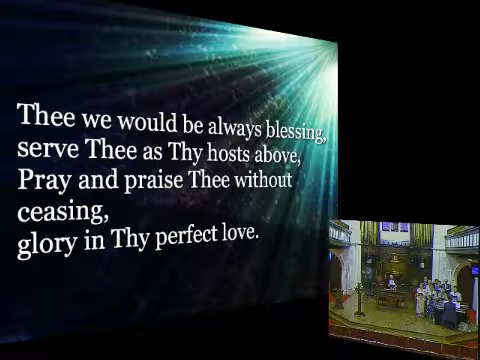 Thee we would be always blessing,
serve Thee as Thy hosts above,
Pray and praise Thee without
ceasing,
glory in Thy perfect love.